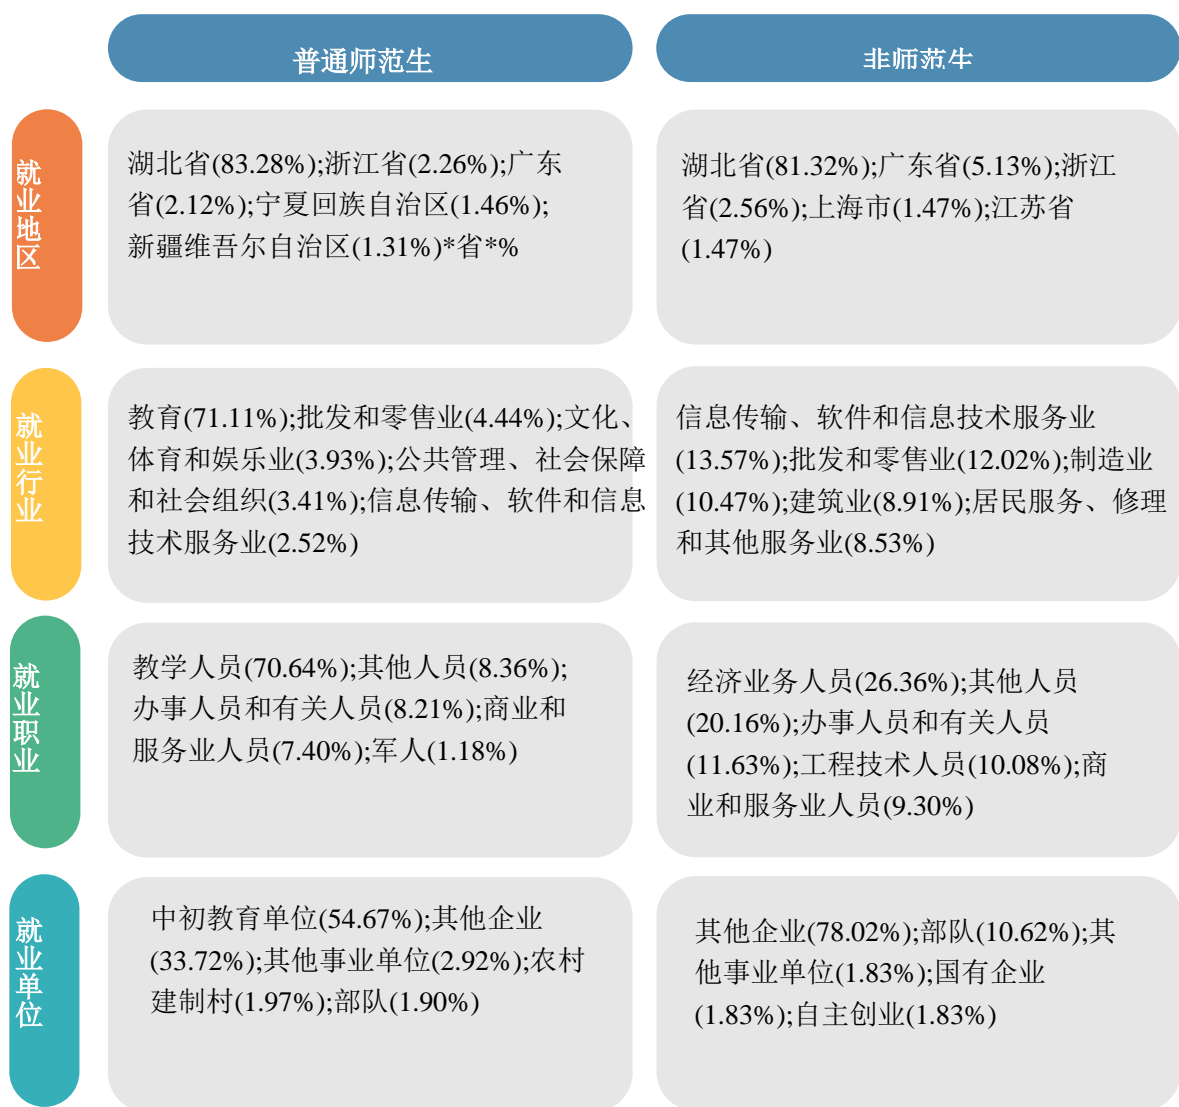 普通师范生
非师范生
就业地区
湖北省(83.28%);浙江省(2.26%);广东
省(2.12%);宁夏回族自治区(1.46%);
新疆维吾尔自治区(1.31%)*省*%
湖北省(81.32%);广东省(5.13%);浙江
省(2.56%);上海市(1.47%);江苏省
(1.47%)
就业行业
教育(71.11%);批发和零售业(4.44%);文化、
体育和娱乐业(3.93%);公共管理、社会保障
和社会组织(3.41%);信息传输、软件和信息
技术服务业(2.52%)
信息传输、软件和信息技术服务业
(13.57%);批发和零售业(12.02%);制造业
(10.47%);建筑业(8.91%);居民服务、修理
和其他服务业(8.53%)
就业职业
教学人员(70.64%);其他人员(8.36%);
办事人员和有关人员(8.21%);商业和
服务业人员(7.40%);军人(1.18%)
经济业务人员(26.36%);其他人员
(20.16%);办事人员和有关人员
(11.63%);工程技术人员(10.08%);商
业和服务业人员(9.30%)
就业单位
中初教育单位(54.67%);其他企业
(33.72%);其他事业单位(2.92%);农村
建制村(1.97%);部队(1.90%)
其他企业(78.02%);部队(10.62%);其
他事业单位(1.83%);国有企业
(1.83%);自主创业(1.83%)